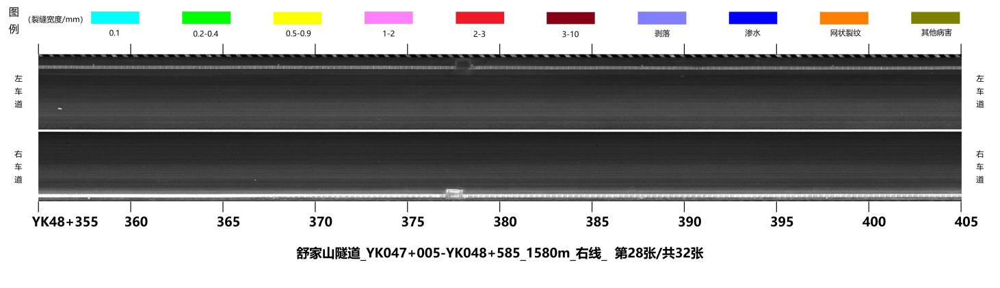 图例
(裂缝宽度/mm)
0.1
0.2-0.4
0.5-0.9
1-2
2-3
3-10
剥落
渗水
网状裂纹
其他病害
左车道
左车道
右车道
右车道
YK48+355 360 365 370 375 380 385 390 395 400 405
舒家山隧道_YK047+005-YK048+585_1580m_右线_ 第28张/共32张